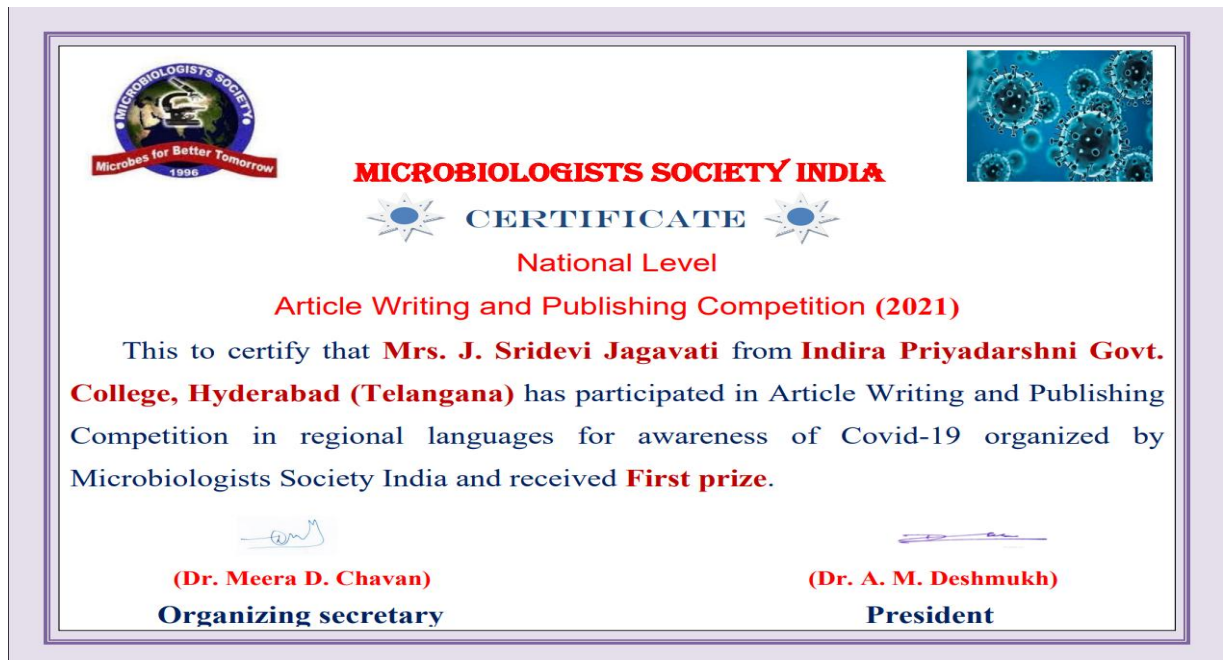 MICROBIOLOGISTS SOCIETY
Microbes for Better Tomorrow
1996
MICROBIOLOGISTS SOCIETY INDIA
CERTIFICATE
National Level
Article Writing and Publishing Competition (2021)
This to certify that Mrs. J. Sridevi Jagavati from Indira Priyadarshni Govt.
College, Hyderabad (Telangana) has participated in Article Writing and Publishing
Competition in regional languages for awareness of Covid-19 organized by
Microbiologists Society India and received First prize.
(Dr. Meera D. Chavan)
(Dr. A. M. Deshmukh)
Organizing secretary
President